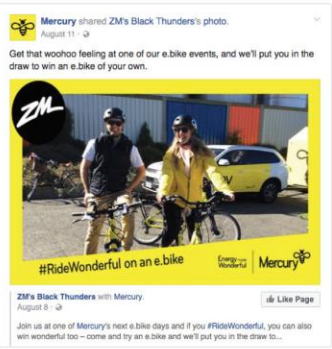 Mercury shared ZM's Black Thunders's photo.
August 11 ·
Get that woohoo feeling at one of our e.bike events, and we'll put you in the
draw to win an e.bike of your own.
ZM
#RideWonderful on an e.bike
Energy made
Wonderful
Mercury
ZM's Black Thunders with Mercury.
August 8 ·
Like Page
Join us at one of Mercury's next e.bike days and if you #RideWonderful, you can also
win wonderful too – come and try an e.bike and we'll put you in the draw to...